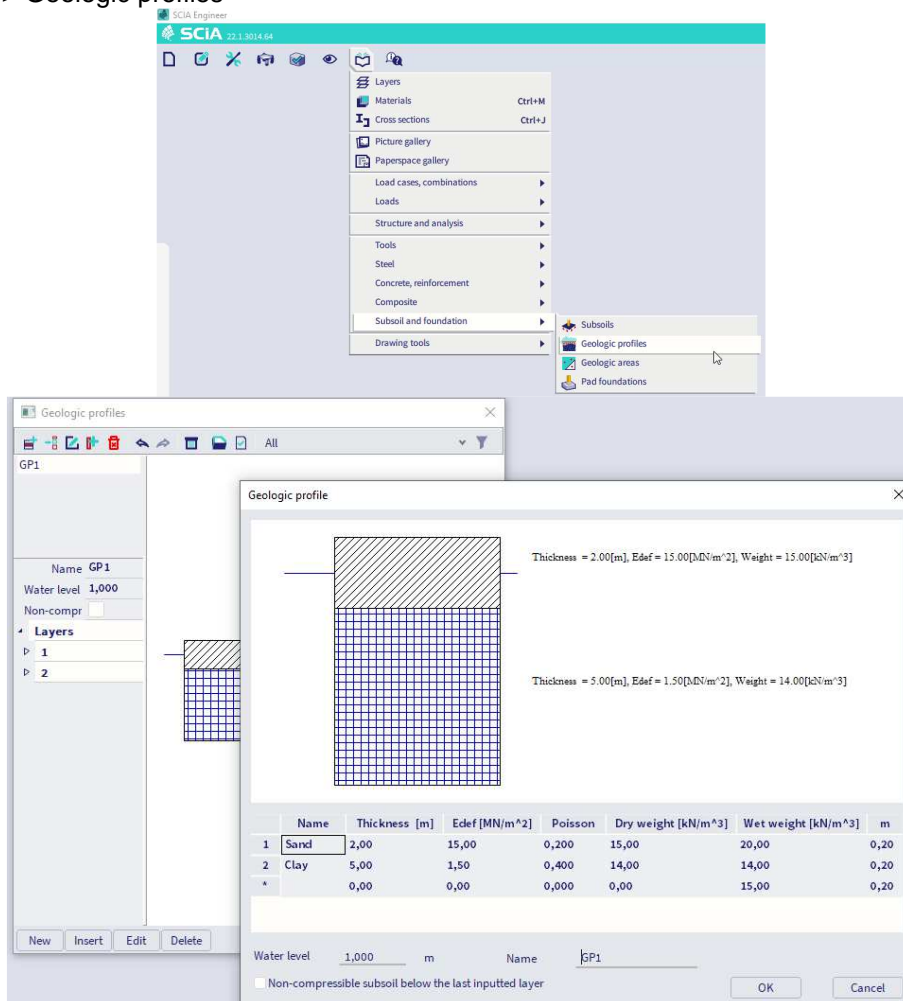 Geologic profiles
SCIA Engineer
SCiA 22.1.3014.64
Layers
Materials Ctrl+M
Cross sections Ctrl+J
Picture gallery
Paperspace gallery
Load cases, combinations
Loads
Structure and analysis
Tools
Steel
Concrete, reinforcement
Composite
Subsoil and foundation
Drawing tools
Subsoils
Geologic profiles
Geologic areas
Pad foundations
Geologic profiles
All
GP1
Name GP1
Water level 1,000
Non-compr
Layers
1
2
New Insert Edit Delete
Geologic profile
Thickness = 2.00[m], Edef = 15.00[MN/m^2], Weight = 15.00[kN/m^3]
Thickness = 5.00[m], Edef = 1.50[MN/m^2], Weight = 14.00[kN/m^3]
Name Thickness [m] Edef [MN/m^2] Poisson Dry weight [kN/m^3] Wet weight [kN/m^3] m
1 Sand 2,00 15,00 0,200 15,00 20,00 0,20
2 Clay 5,00 1,50 0,400 14,00 14,00 0,20
* 0,00 0,00 0,000 0,00 15,00 0,20
Water level 1,000 m Name GP1
Non-compressible subsoil below the last inputted layer
OK Cancel